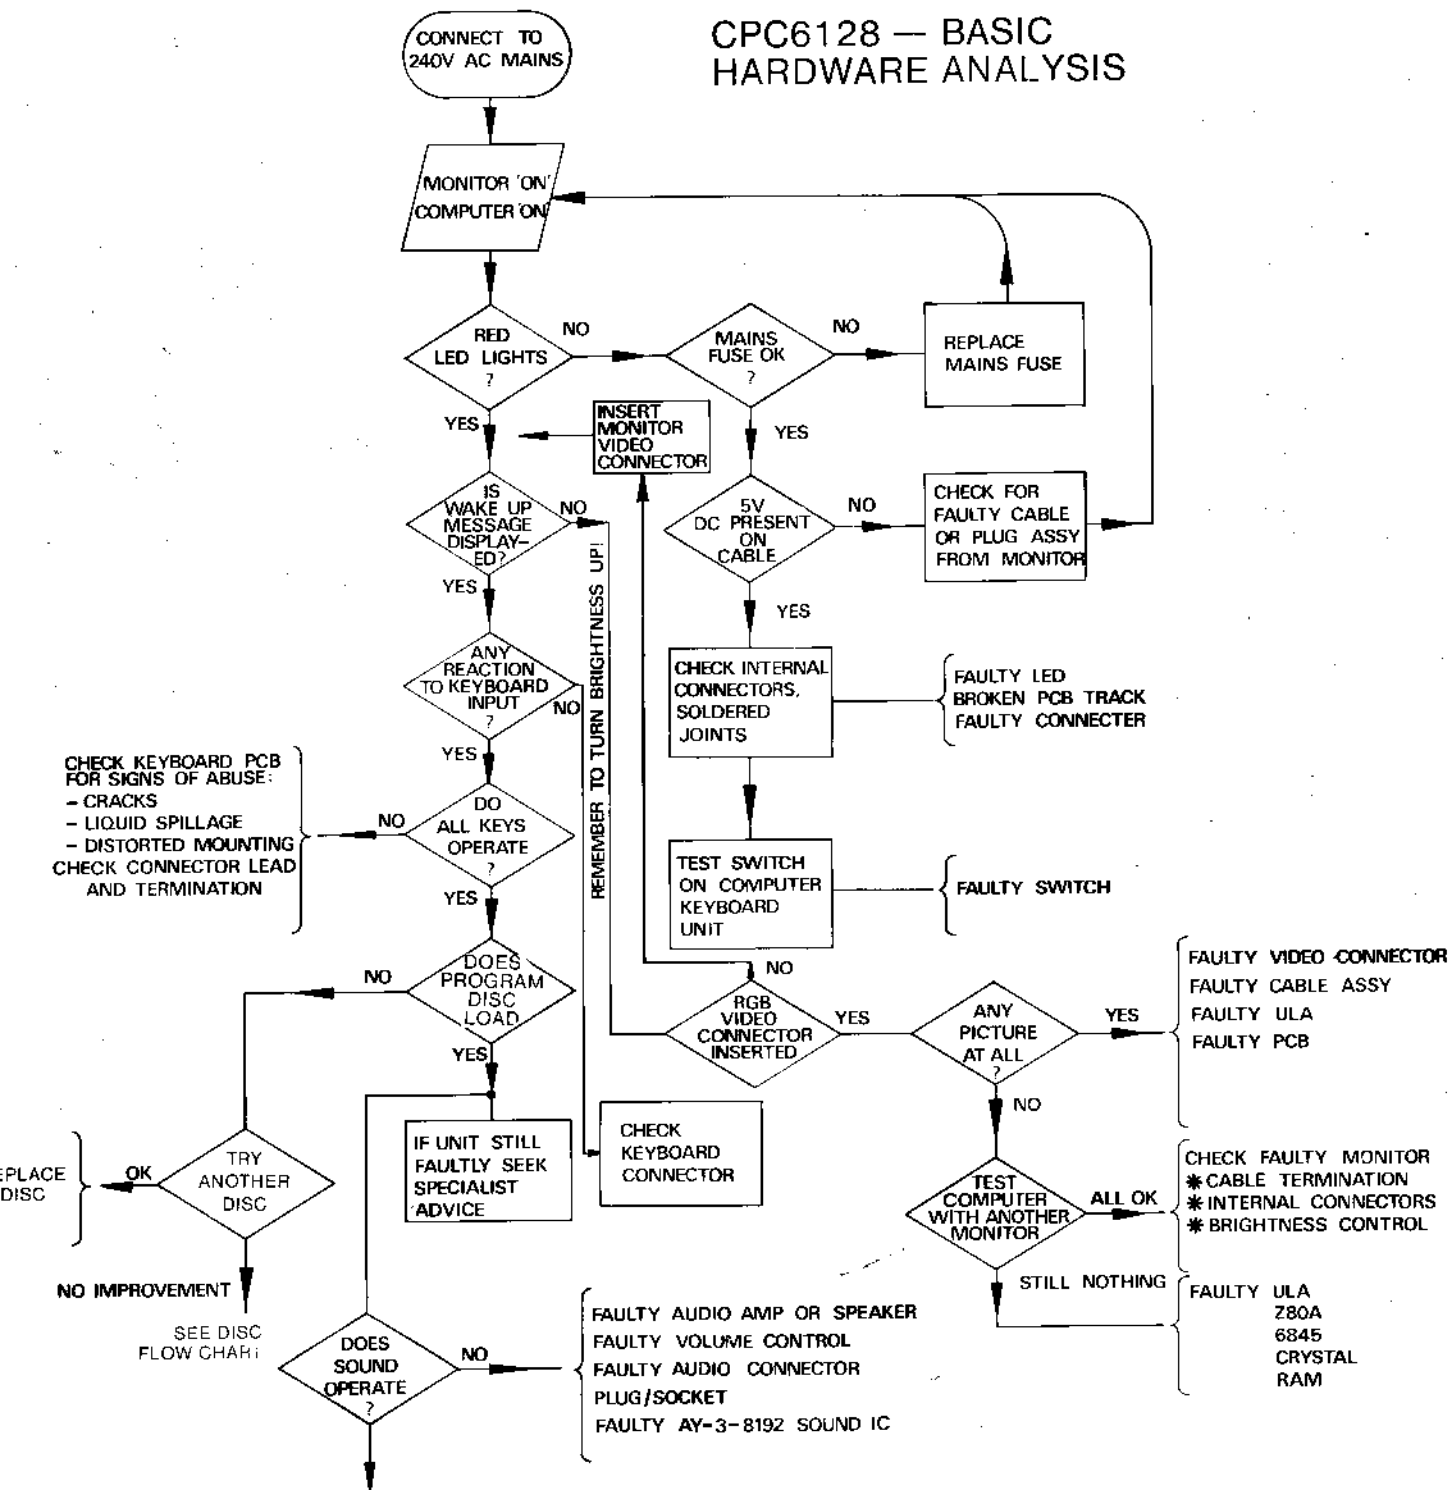 CPC6128 — BASIC
HARDWARE ANALYSIS
CONNECT TO
240V AC MAINS
MONITOR 'ON'
COMPUTER 'ON'
RED
LED LIGHTS
?
NO
YES
MAINS
FUSE OK
?
NO
YES
REPLACE
MAINS FUSE
INSERT
MONITOR
VIDEO
CONNECTOR
IS
WAKE UP
MESSAGE
DISPLAY-
ED?
NO
YES
5V
DC PRESENT
ON
CABLE
NO
YES
CHECK FOR
FAULTY CABLE
OR PLUG ASSY
FROM MONITOR
REMEMBER TO TURN BRIGHTNESS UP!
ANY
REACTION
TO KEYBOARD
INPUT
?
NO
YES
CHECK INTERNAL
CONNECTORS,
SOLDERED
JOINTS
FAULTY LED
BROKEN PCB TRACK
FAULTY CONNECTER
CHECK KEYBOARD PCB
FOR SIGNS OF ABUSE:
– CRACKS
– LIQUID SPILLAGE
– DISTORTED MOUNTING
CHECK CONNECTOR LEAD
AND TERMINATION
NO
DO
ALL KEYS
OPERATE
?
YES
TEST SWITCH
ON COMPUTER
KEYBOARD
UNIT
FAULTY SWITCH
DOES
PROGRAM
DISC
LOAD
NO
YES
NO
RGB
VIDEO
CONNECTOR
INSERTED
YES
ANY
PICTURE
AT ALL
?
YES
NO
FAULTY VIDEO CONNECTOR
FAULTY CABLE ASSY
FAULTY ULA
FAULTY PCB
EPLACE
DISC
OK
TRY
ANOTHER
DISC
NO IMPROVEMENT
SEE DISC
FLOW CHART
IF UNIT STILL
FAULTLY SEEK
SPECIALIST
ADVICE
CHECK
KEYBOARD
CONNECTOR
TEST
COMPUTER
WITH ANOTHER
MONITOR
ALL OK
CHECK FAULTY MONITOR
✱ CABLE TERMINATION
✱ INTERNAL CONNECTORS
✱ BRIGHTNESS CONTROL
STILL NOTHING
FAULTY ULA
Z80A
6845
CRYSTAL
RAM
DOES
SOUND
OPERATE
?
NO
FAULTY AUDIO AMP OR SPEAKER
FAULTY VOLUME CONTROL
FAULTY AUDIO CONNECTOR
PLUG/SOCKET
FAULTY AY-3-8192 SOUND IC